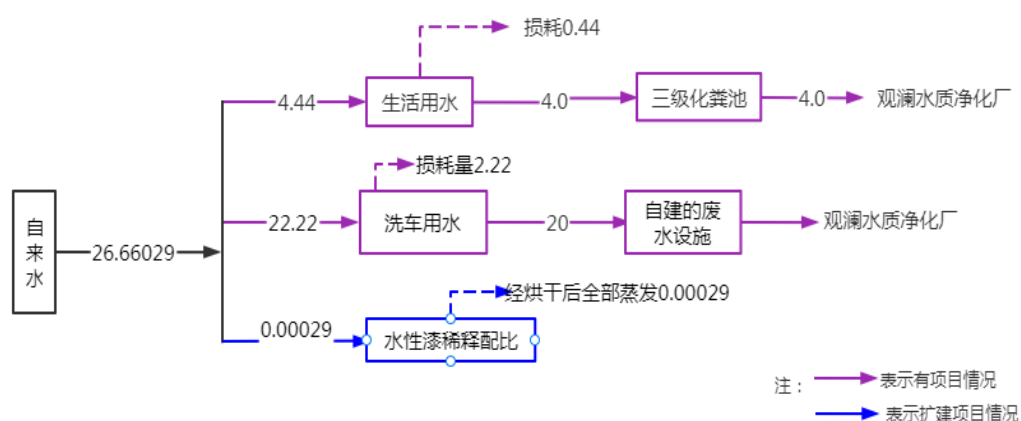 损耗0.44
4.44
生活用水
4.0
三级化粪池
4.0
观澜水质净化厂
损耗量2.22
自来水
26.66029
22.22
洗车用水
20
自建的废
水设施
观澜水质净化厂
经烘干后全部蒸发0.00029
0.00029
水性漆稀释配比
注：
表示有项目情况
表示扩建项目情况